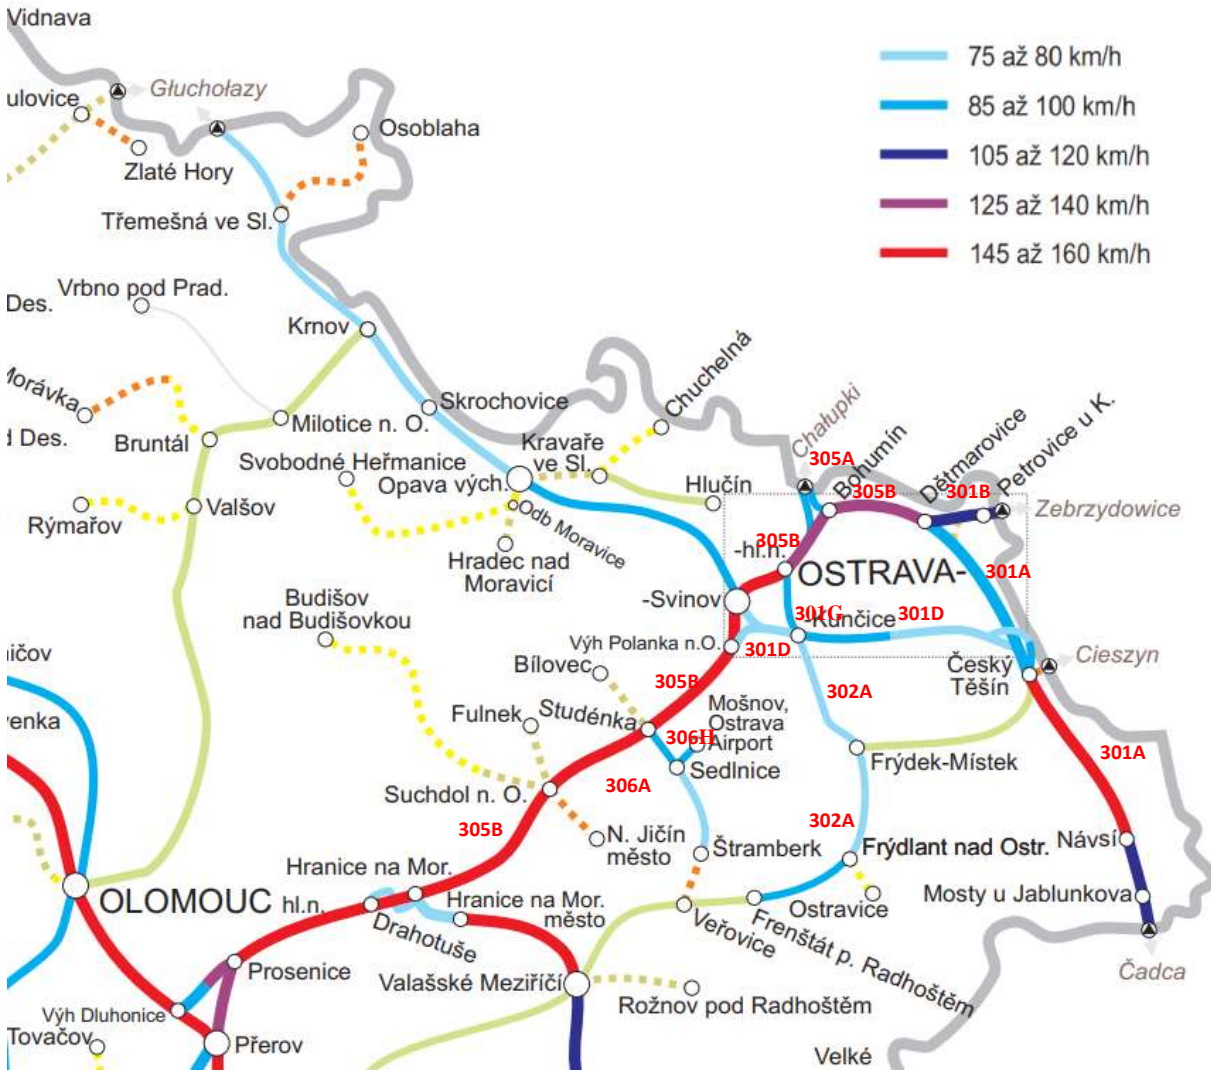 Vidnava
Głuchołazy
ulovice
Zlaté Hory
Osoblaha
Třemešná ve Sl.
75 až 80 km/h
85 až 100 km/h
105 až 120 km/h
125 až 140 km/h
145 až 160 km/h
Vrbno pod Prad.
Des.
Krnov
Morávka
d Des.
Bruntál
Milotice n. O.
Skrochovice
Svobodné Heřmanice
Opava vých.
Kravaře
ve Sl.
Chuchelná
Hlučín
Chałupki
305A
Bohumín
305B
Dětmarovice
301B
Petrovice u K.
Zebrzydowice
Rýmařov
Valšov
Odb Moravice
Hradec nad
Moravicí
305B
-hl.n.
OSTRAVA-
301A
Budišov
nad Budišovkou
-Svinov
301G
-Kunčice
301D
Výh Polanka n.O.
301D
Český
Těšín
Cieszyn
ničov
venka
Bílovec
305B
302A
Fulnek
Studénka
Mošnov,
Ostrava
Airport
306H
Sedlnice
Frýdek-Místek
301A
Suchdol n. O.
306A
305B
N. Jičín
město
302A
Štramberk
Frýdlant nad Ostr.
Návsí
Hranice na Mor.
OLOMOUC
hl.n.
Drahotuše
Hranice na Mor.
město
Ostravice
Mosty u Jablunkova
Veřovice
Frenštát p. Radhoštěm
Prosenice
Valašské Meziříčí
Rožnov pod Radhoštěm
Čadca
Výh Dluhonice
Tovačov
Přerov
Velké